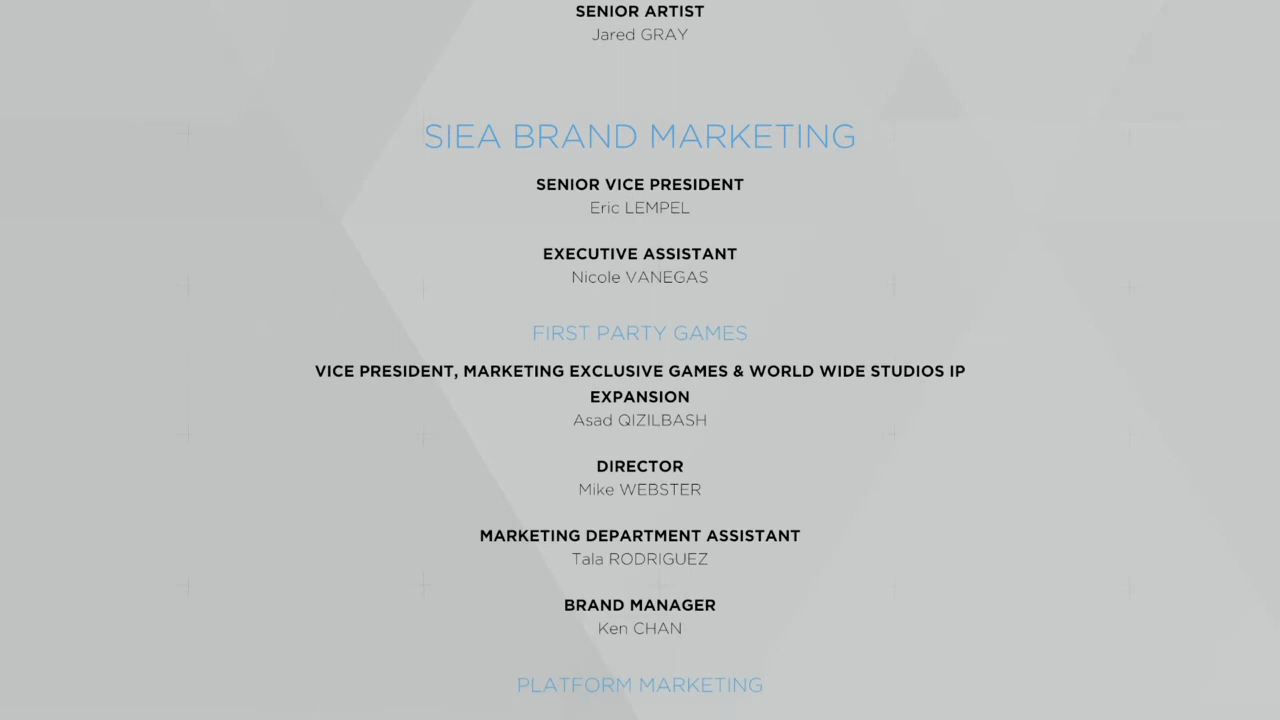 SENIOR ARTIST
Jared GRAY
SIEA BRAND MARKETING
SENIOR VICE PRESIDENT
Eric LEMPEL
EXECUTIVE ASSISTANT
Nicole VANEGAS
FIRST PARTY GAMES
VICE PRESIDENT, MARKETING EXCLUSIVE GAMES & WORLD WIDE STUDIOS IP
EXPANSION
Asad QIZILBASH
DIRECTOR
Mike WEBSTER
MARKETING DEPARTMENT ASSISTANT
Tala RODRIGUEZ
BRAND MANAGER
Ken CHAN
PLATFORM MARKETING